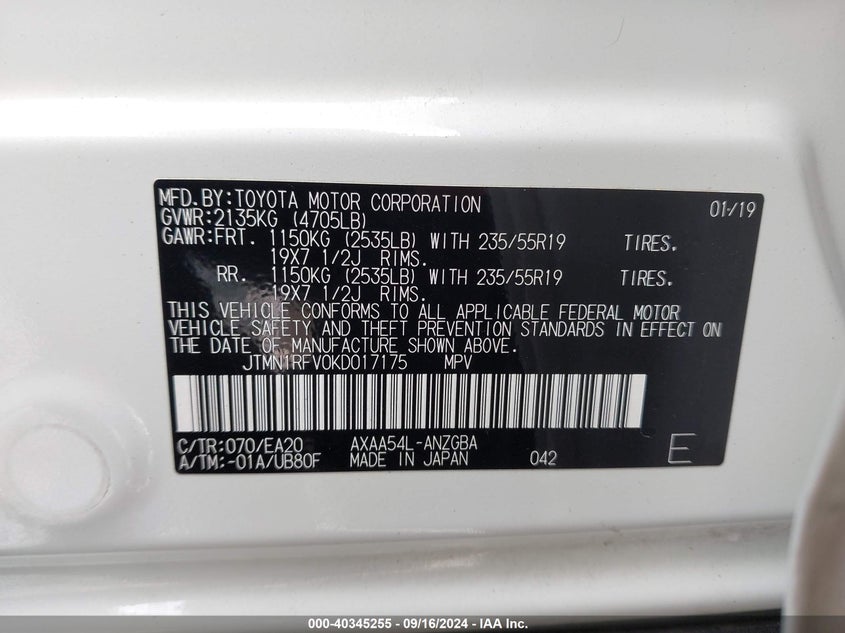 MFD.BY:TOYOTA MOTOR CORPORATION 01/19
GVWR:2135KG (4705LB)
GAWR:FRT. 1150KG (2535LB) WITH 235/55R19 TIRES.
19X7 1/2J RIMS.
RR. 1150KG (2535LB) WITH 235/55R19 TIRES.
19X7 1/2J RIMS.
THIS VEHICLE CONFORMS TO ALL APPLICABLE FEDERAL MOTOR
VEHICLE SAFETY AND THEFT PREVENTION STANDARDS IN EFFECT ON
THE DATE OF MANUFACTURE SHOWN ABOVE.
JTMN1RFV0KD017175 MPV
C/TR:070/EA20 AXAA54L-ANZGBA
A/TM:-01A/UB80F MADE IN JAPAN 042 E
000-40345255 - 09/16/2024 - IAA Inc.